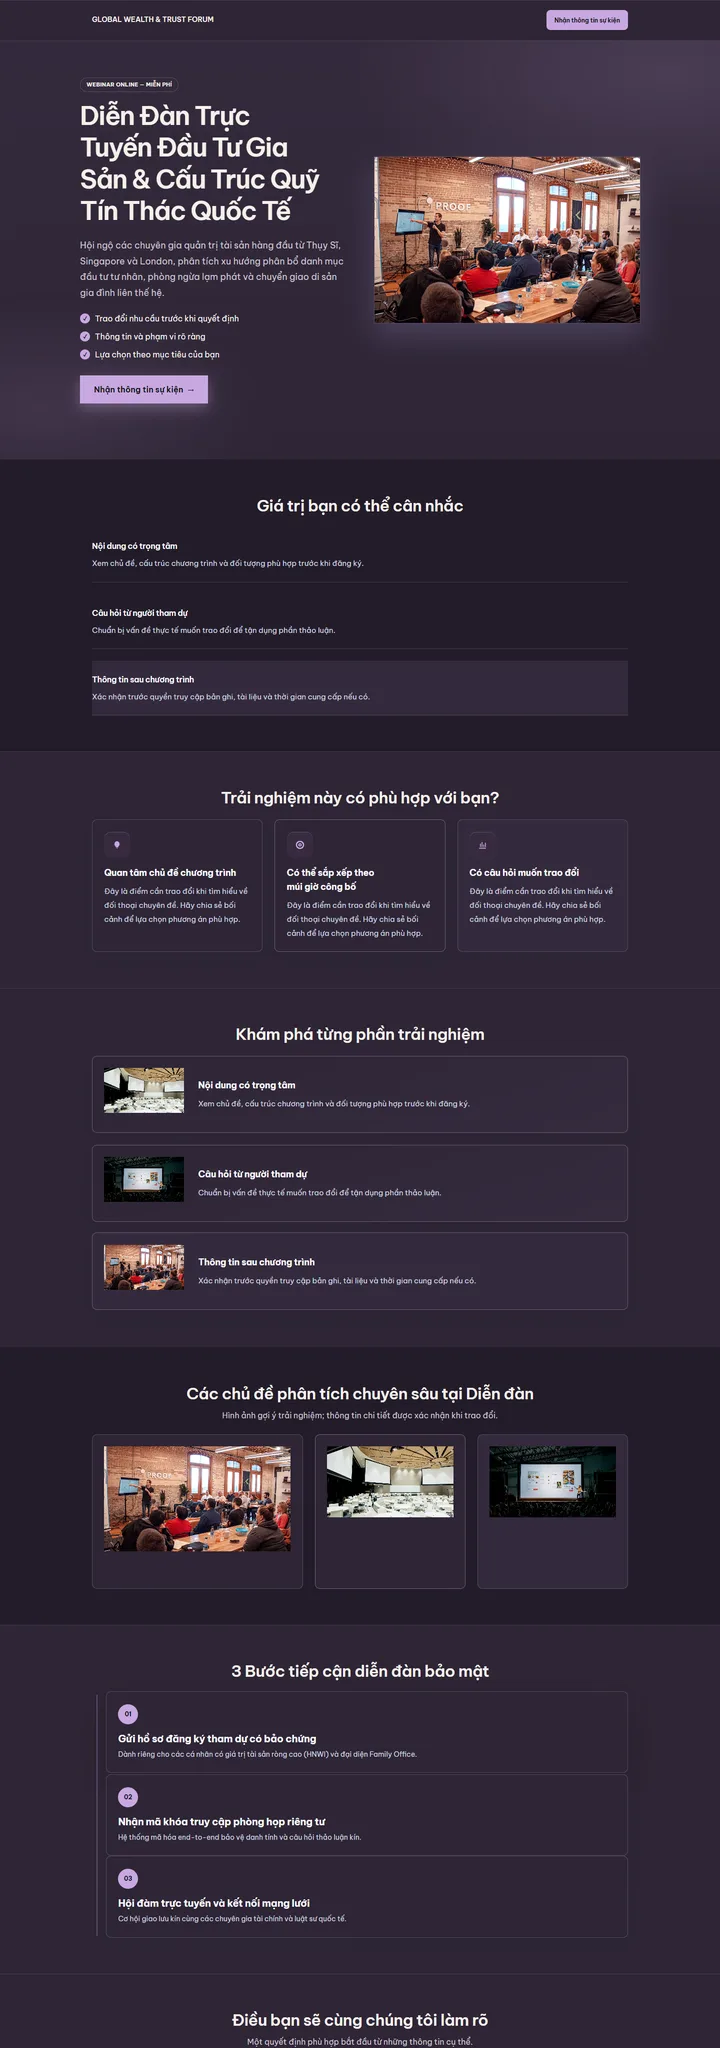 GLOBAL WEALTH & TRUST FORUM
Nhận thông tin sự kiện
WEBINAR ONLINE — MIỄN PHÍ
Diễn Đàn Trực
Tuyến Đầu Tư Gia
Sản & Cấu Trúc Quỹ
Tín Thác Quốc Tế
Hội ngộ các chuyên gia quản trị tài sản hàng đầu từ Thụy Sĩ,
Singapore và London, phân tích xu hướng phân bổ danh mục
đầu tư tư nhân, phòng ngừa lạm phát và chuyển giao di sản
gia đình liên thế hệ.
Trao đổi nhu cầu trước khi quyết định
Thông tin và phạm vi rõ ràng
Lựa chọn theo mục tiêu của bạn
Nhận thông tin sự kiện →
PROOF
Giá trị bạn có thể cân nhắc
Nội dung có trọng tâm
Xem chủ đề, cấu trúc chương trình và đối tượng phù hợp trước khi đăng ký.
Câu hỏi từ người tham dự
Chuẩn bị vấn đề thực tế muốn trao đổi để tận dụng phần thảo luận.
Thông tin sau chương trình
Xác nhận trước quyền truy cập bản ghi, tài liệu và thời gian cung cấp nếu có.
Trải nghiệm này có phù hợp với bạn?
Quan tâm chủ đề chương trình
Đây là điểm cần trao đổi khi tìm hiểu về
đối thoại chuyên đề. Hãy chia sẻ bối
cảnh để lựa chọn phương án phù hợp.
Có thể sắp xếp theo
múi giờ công bố
Đây là điểm cần trao đổi khi tìm hiểu về
đối thoại chuyên đề. Hãy chia sẻ bối
cảnh để lựa chọn phương án phù hợp.
Có câu hỏi muốn trao đổi
Đây là điểm cần trao đổi khi tìm hiểu về
đối thoại chuyên đề. Hãy chia sẻ bối
cảnh để lựa chọn phương án phù hợp.
Khám phá từng phần trải nghiệm
Nội dung có trọng tâm
Xem chủ đề, cấu trúc chương trình và đối tượng phù hợp trước khi đăng ký.
Câu hỏi từ người tham dự
Chuẩn bị vấn đề thực tế muốn trao đổi để tận dụng phần thảo luận.
Thông tin sau chương trình
Xác nhận trước quyền truy cập bản ghi, tài liệu và thời gian cung cấp nếu có.
Các chủ đề phân tích chuyên sâu tại Diễn đàn
Hình ảnh gợi ý trải nghiệm; thông tin chi tiết được xác nhận khi trao đổi.
PROOF
3 Bước tiếp cận diễn đàn bảo mật
01
Gửi hồ sơ đăng ký tham dự có bảo chứng
Dành riêng cho các cá nhân có giá trị tài sản ròng cao (HNWI) và đại diện Family Office.
02
Nhận mã khóa truy cập phòng họp riêng tư
Hệ thống mã hóa end-to-end bảo vệ danh tính và câu hỏi thảo luận kín.
03
Hội đàm trực tuyến và kết nối mạng lưới
Cơ hội giao lưu kín cùng các chuyên gia tài chính và luật sư quốc tế.
Điều bạn sẽ cùng chúng tôi làm rõ
Một quyết định phù hợp bắt đầu từ những thông tin cụ thể.